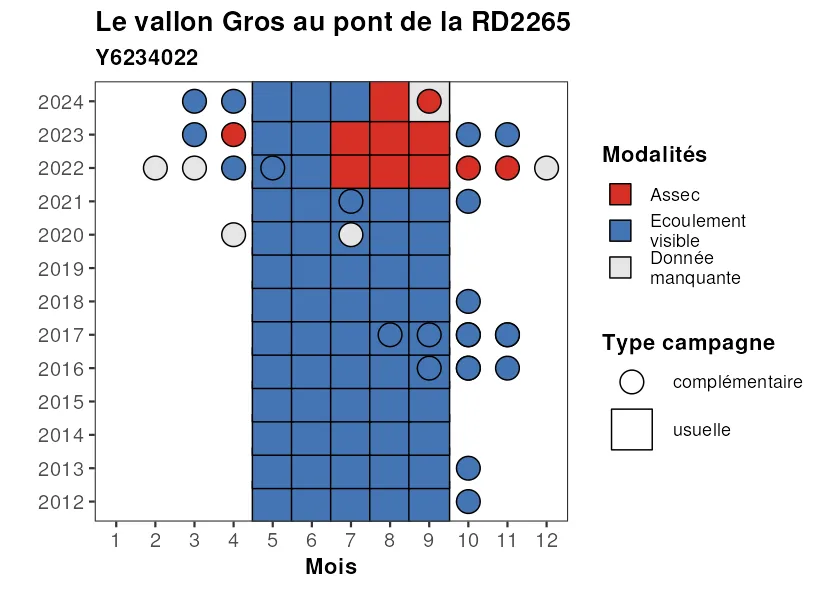 Le vallon Gros au pont de la RD2265
Y6234022
2024
2023
2022
2021
2020
2019
2018
2017
2016
2015
2014
2013
2012
1 2 3 4 5 6 7 8 9 10 11 12
Mois
Modalités
Assec
Ecoulement
visible
Donnée
manquante
Type campagne
complémentaire
usuelle